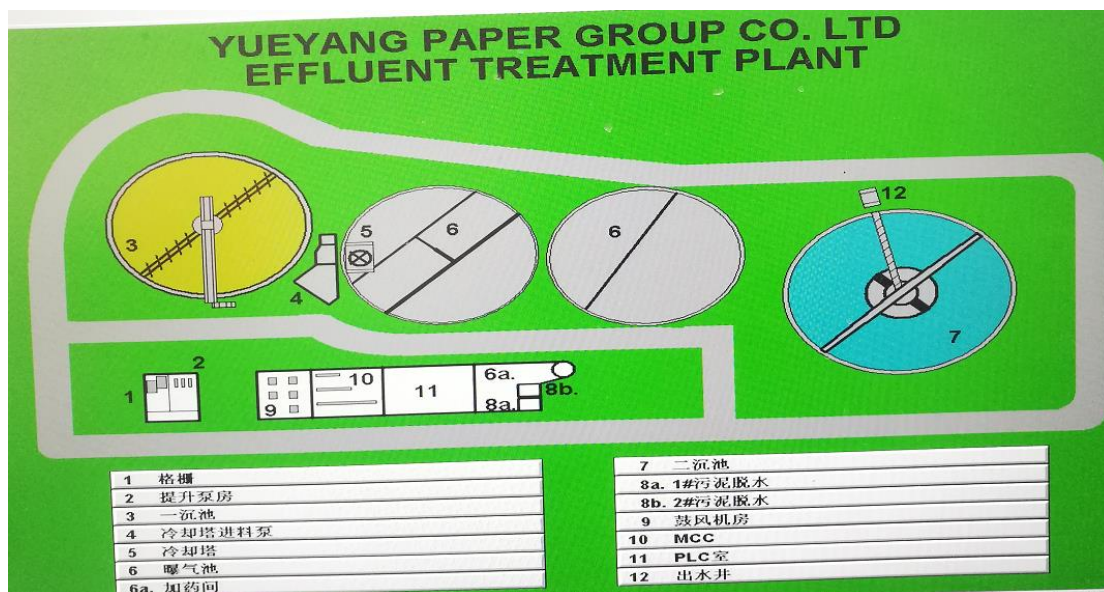 YUEYANG PAPER GROUP CO. LTD
EFFLUENT TREATMENT PLANT
12
5
6
6
3
4
7
2
1
10
11
6a.
8b.
9
8a.
1 格栅
2 提升泵房
3 一沉池
4 冷却塔进料泵
5 冷却塔
6 曝气池
6a. 加药间
7 二沉池
8a. 1#污泥脱水
8b. 2#污泥脱水
9 鼓风机房
10 MCC
11 PLC室
12 出水井